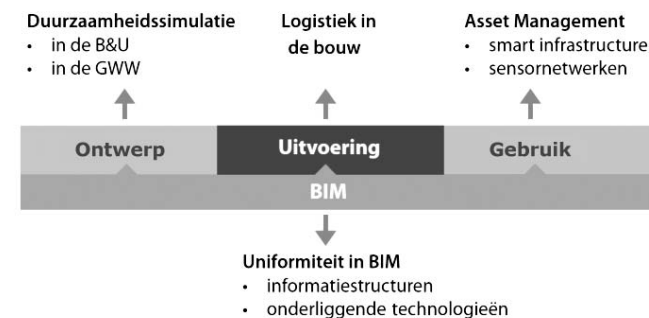 Duurzaamheidssimulatie
• in de B&U
• in de GWW
Logistiek in
de bouw
Asset Management
• smart infrastructure
• sensornetwerken
Ontwerp
Uitvoering
Gebruik
BIM
Uniformiteit in BIM
• informatiestructuren
• onderliggende technologieën